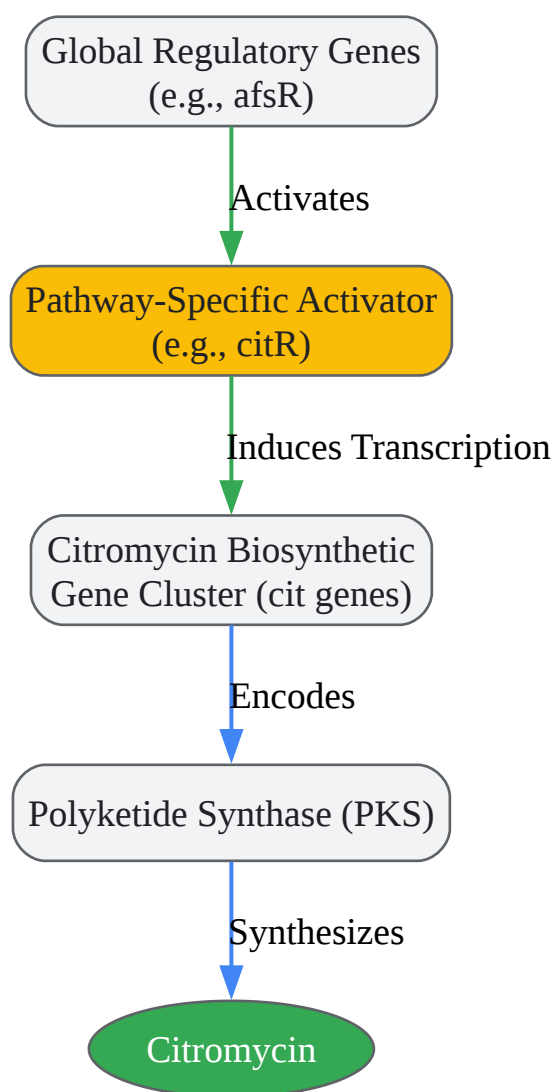 Global Regulatory Genes
(e.g., afsR)
Activates
Pathway-Specific Activator
(e.g., citR)
Induces Transcription
Citromycin Biosynthetic
Gene Cluster (cit genes)
Encodes
Polyketide Synthase (PKS)
Synthesizes
Citromycin